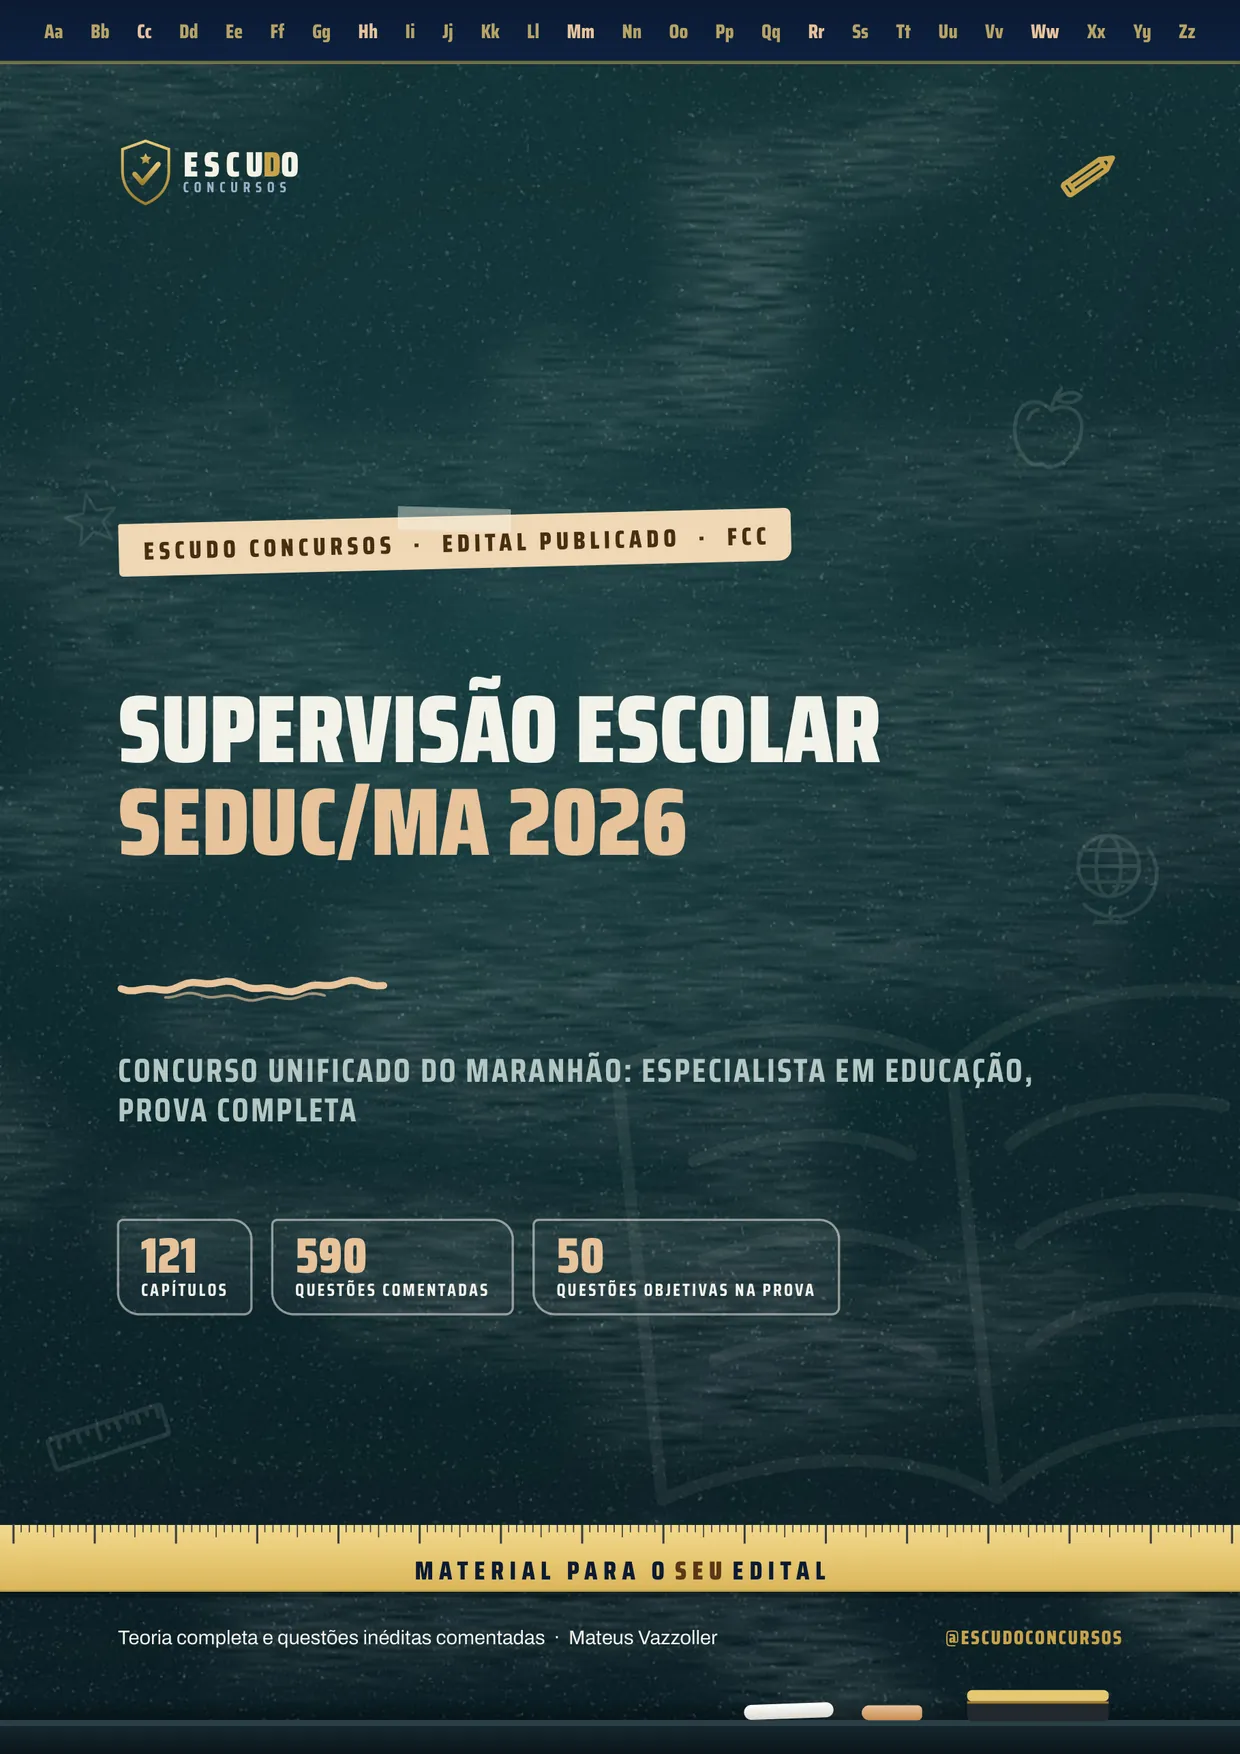 Aa Bb Cc Dd Ee Ff Gg Hh Ii Jj Kk Ll Mm Nn Oo Pp Qq Rr Ss Tt Uu Vv Ww Xx Yy Zz
ESCUDO
CONCURSOS
ESCUDO CONCURSOS · EDITAL PUBLICADO · FCC
SUPERVISÃO ESCOLAR
SEDUC/MA 2026
CONCURSO UNIFICADO DO MARANHÃO: ESPECIALISTA EM EDUCAÇÃO,
PROVA COMPLETA
121
CAPÍTULOS
590
QUESTÕES COMENTADAS
50
QUESTÕES OBJETIVAS NA PROVA
MATERIAL PARA O SEU EDITAL
Teoria completa e questões inéditas comentadas · Mateus Vazzoller
@ESCUDOCONCURSOS